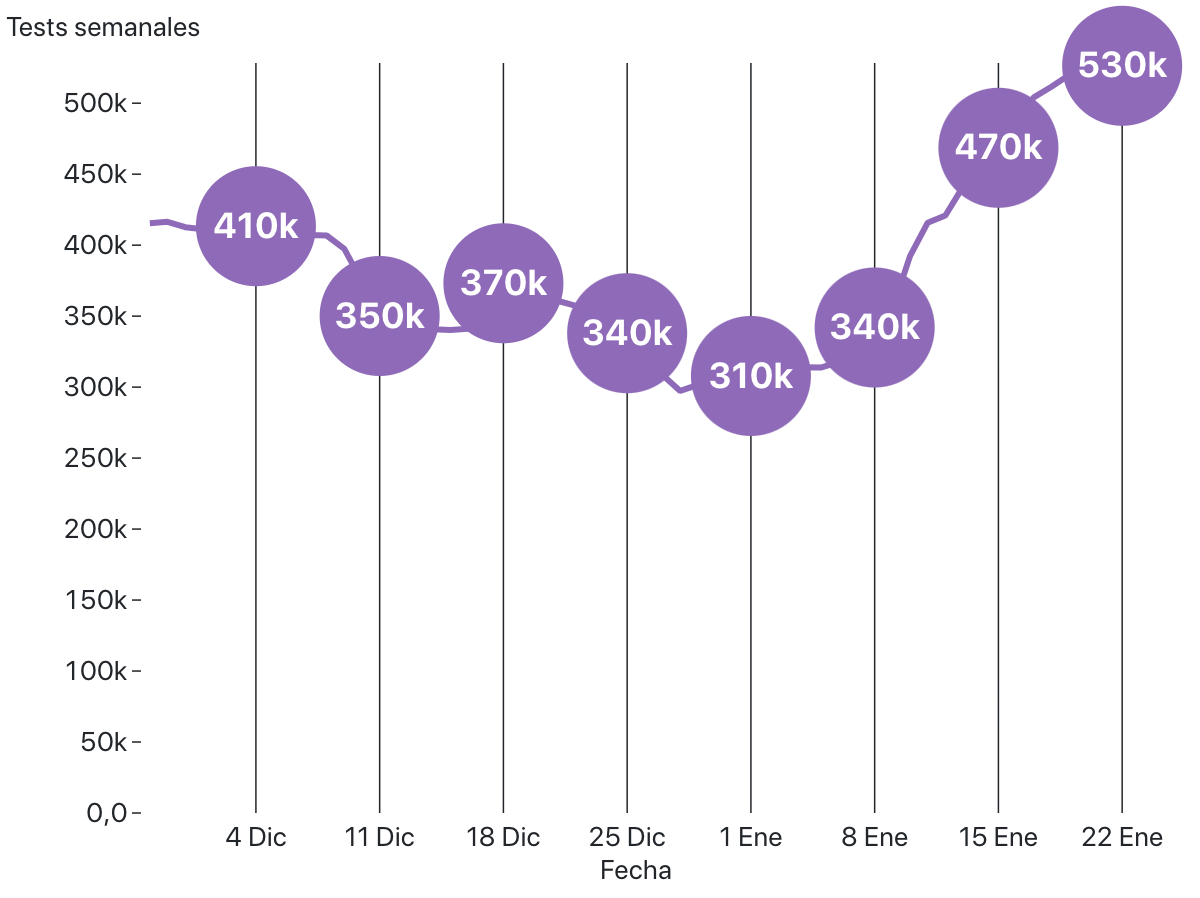 Tests semanales
530k
500k
470k
450k
410k
400k
370k
350k
350k
340k
340k
310k
300k
250k
200k
150k
100k
50k
0,0
4 Dic 11 Dic 18 Dic 25 Dic 1 Ene 8 Ene 15 Ene 22 Ene
Fecha